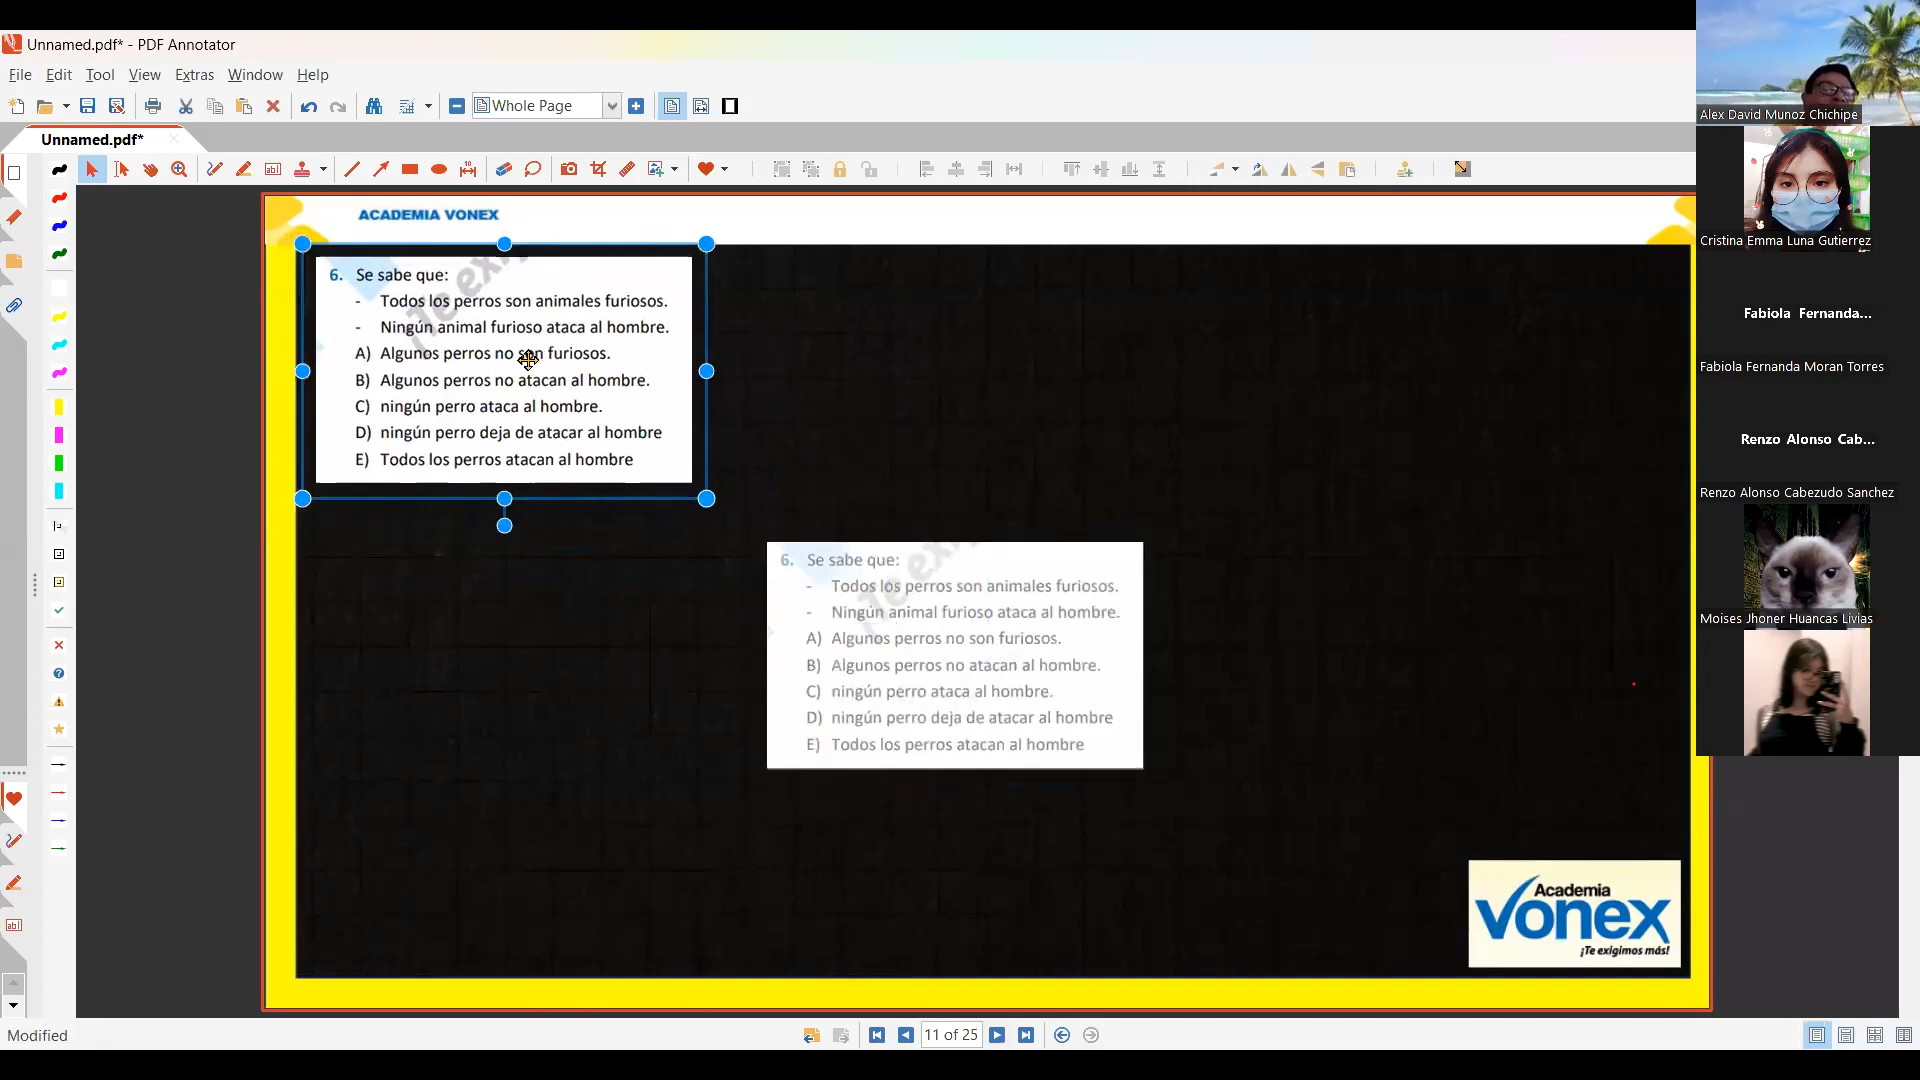 Unnamed.pdf* - PDF Annotator
File Edit Tool View Extras Window Help
Whole Page
Unnamed.pdf*
ACADEMIA VONEX
6. Se sabe que:
- Todos los perros son animales furiosos.
- Ningún animal furioso ataca al hombre.
A) Algunos perros no son furiosos.
B) Algunos perros no atacan al hombre.
C) ningún perro ataca al hombre.
D) ningún perro deja de atacar al hombre
E) Todos los perros atacan al hombre
6. Se sabe que:
- Todos los perros son animales furiosos.
- Ningún animal furioso ataca al hombre.
A) Algunos perros no son furiosos.
B) Algunos perros no atacan al hombre.
C) ningún perro ataca al hombre.
D) ningún perro deja de atacar al hombre
E) Todos los perros atacan al hombre
Academia
vonex
¡Te exigimos más!
Alex David Munoz Chichipe
Cristina Emma Luna Gutierrez
Fabiola Fernanda...
Fabiola Fernanda Moran Torres
Renzo Alonso Cab...
Renzo Alonso Cabezudo Sanchez
Moises Jhoner Huancas Livias
Modified
11 of 25